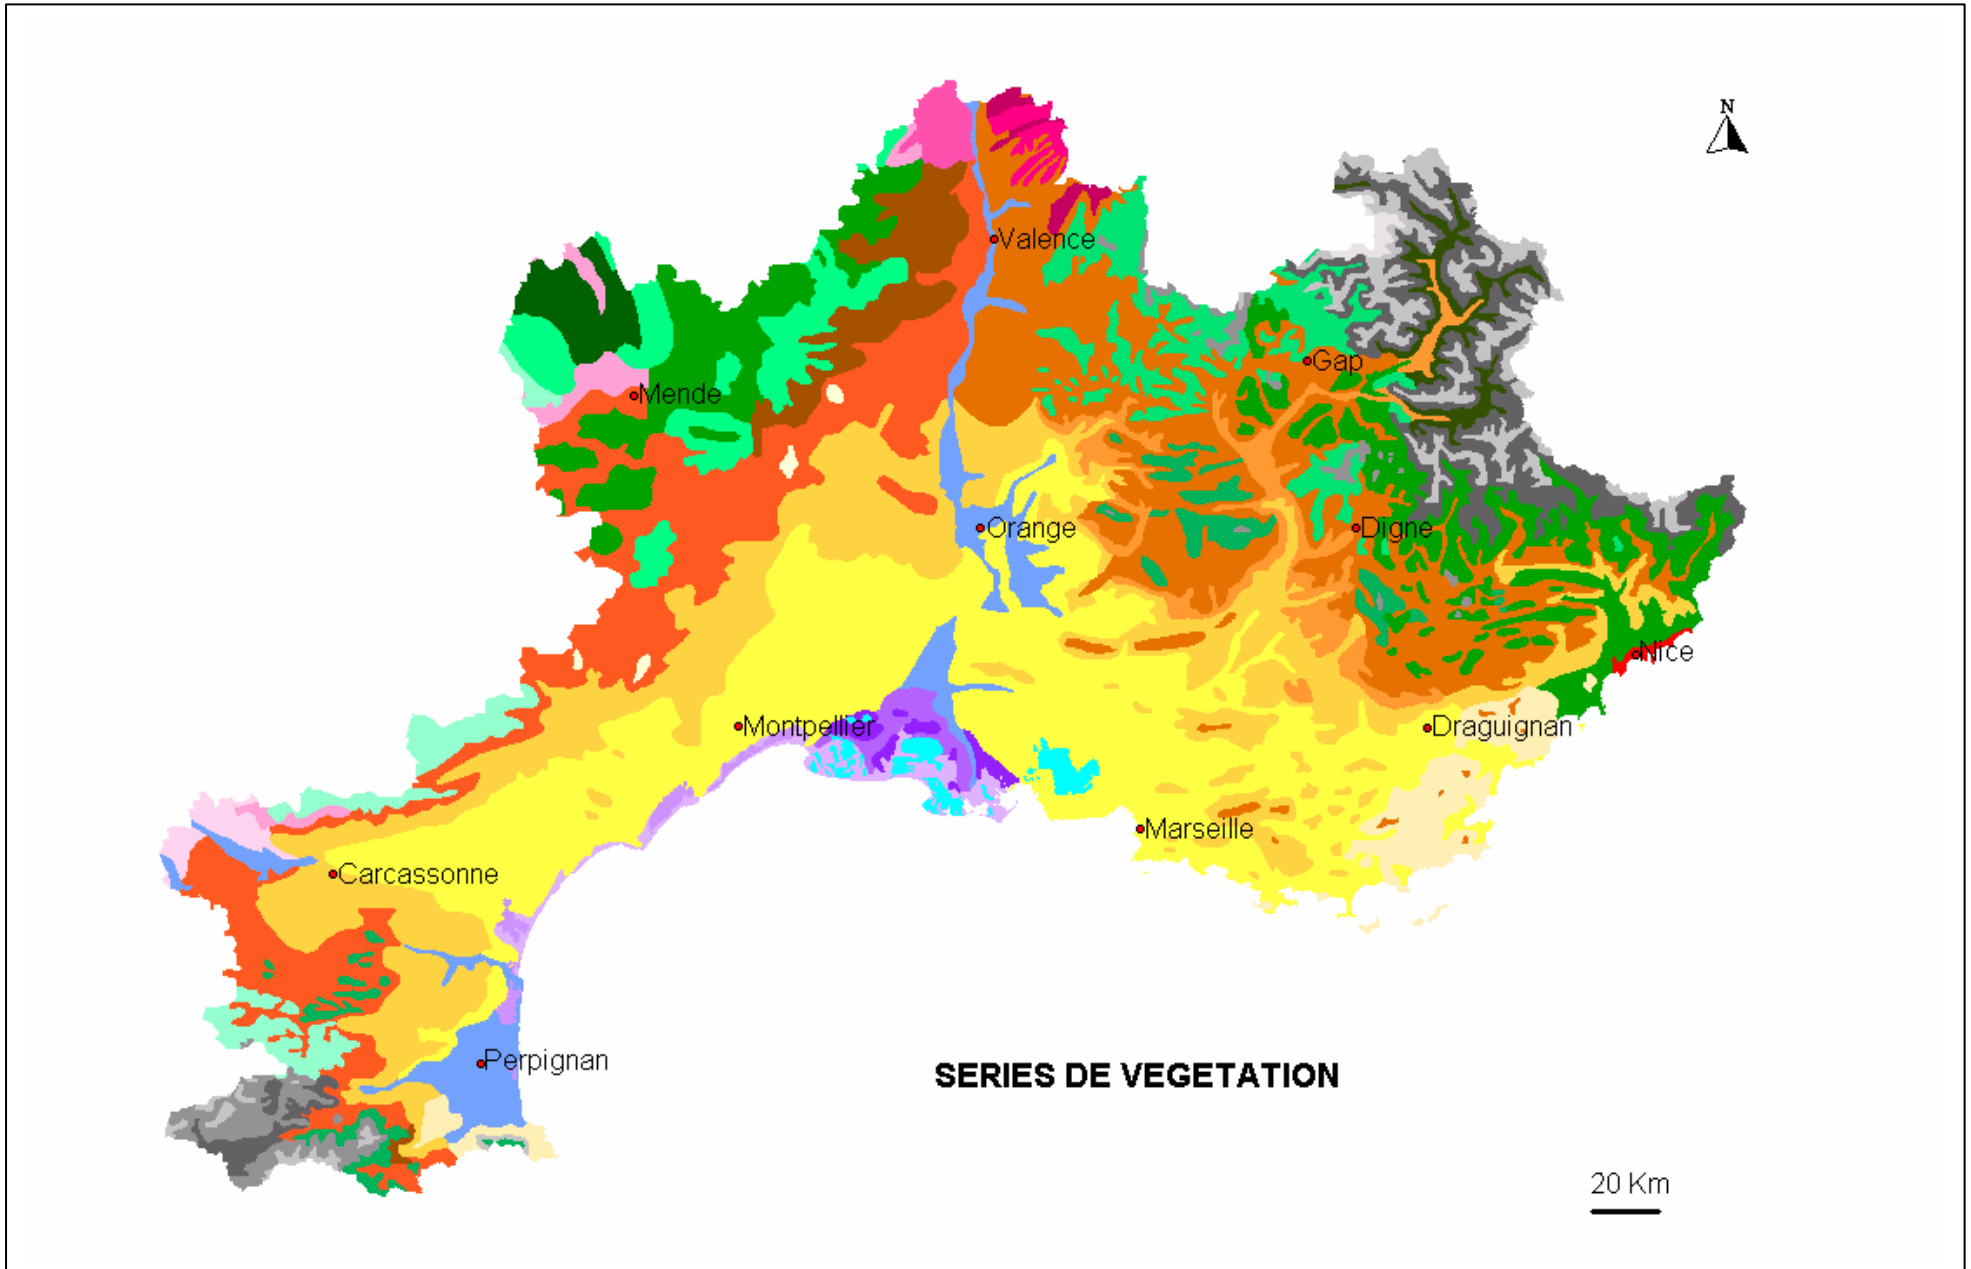 N
Valence
Gap
Mende
Orange
Digne
Nice
Montpellier
Draguignan
Marseille
Carcassonne
Perpignan
SERIES DE VEGETATION
20 Km